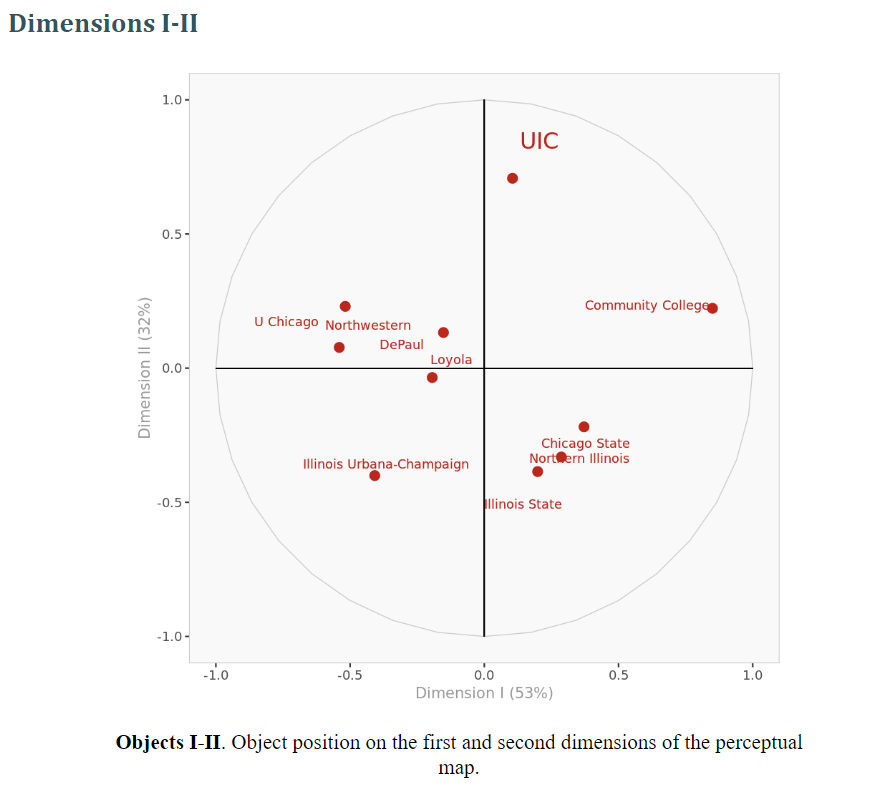 Dimensions I-II
1.0
UIC
0.5
Community College
U Chicago
Northwestern
DePaul
Loyola
0.0
Chicago State
Northern Illinois
Illinois Urbana-Champaign
-0.5
Illinois State
-1.0
Dimension II (32%)
-1.0
-0.5
0.0
0.5
1.0
Dimension I (53%)
Objects I-II. Object position on the first and second dimensions of the perceptual
map.